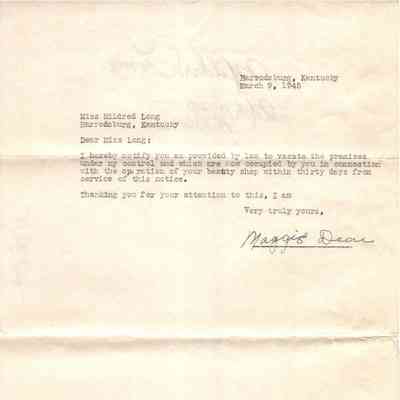 Harrodsburg, Kentucky
March 9, 1948
Miss Mildred Long
Harrodsburg, Kentucky
Dear Miss Long:
I hereby notify you as provided by law to vacate the premises
under my control and which are now occupied by you in connection
with the operation of your beauty shop within thirty days from
service of this notice.
Thanking you for your attention to this, I am
Very truly yours,
Maggie Dean